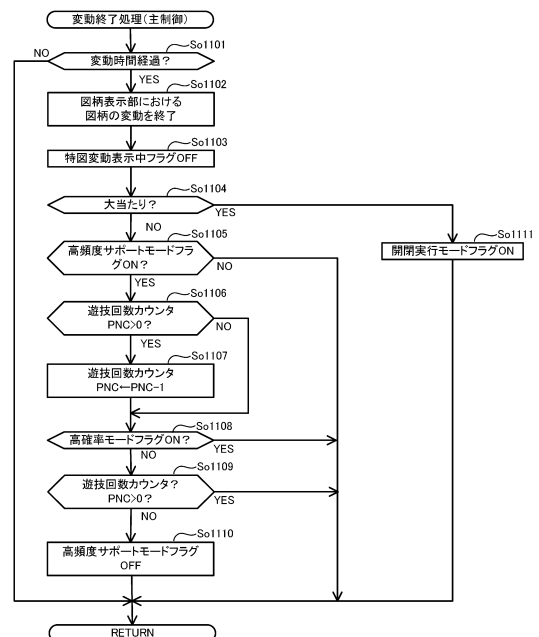 変動終了処理(主制御)
So1101
NO
変動時間経過？
YES
So1102
図柄表示部における
図柄の変動を終了
So1103
特図変動表示中フラグOFF
So1104
大当たり？
YES
NO
So1105
So1111
高頻度サポートモードフラ
グON？
NO
開閉実行モードフラグON
YES
So1106
遊技回数カウンタ
PNC>0？
NO
YES
So1107
遊技回数カウンタ
PNC←PNC-1
So1108
高確率モードフラグON？
YES
NO
So1109
遊技回数カウンタ？
PNC>0？
YES
NO
So1110
高頻度サポートモードフラグ
OFF
RETURN